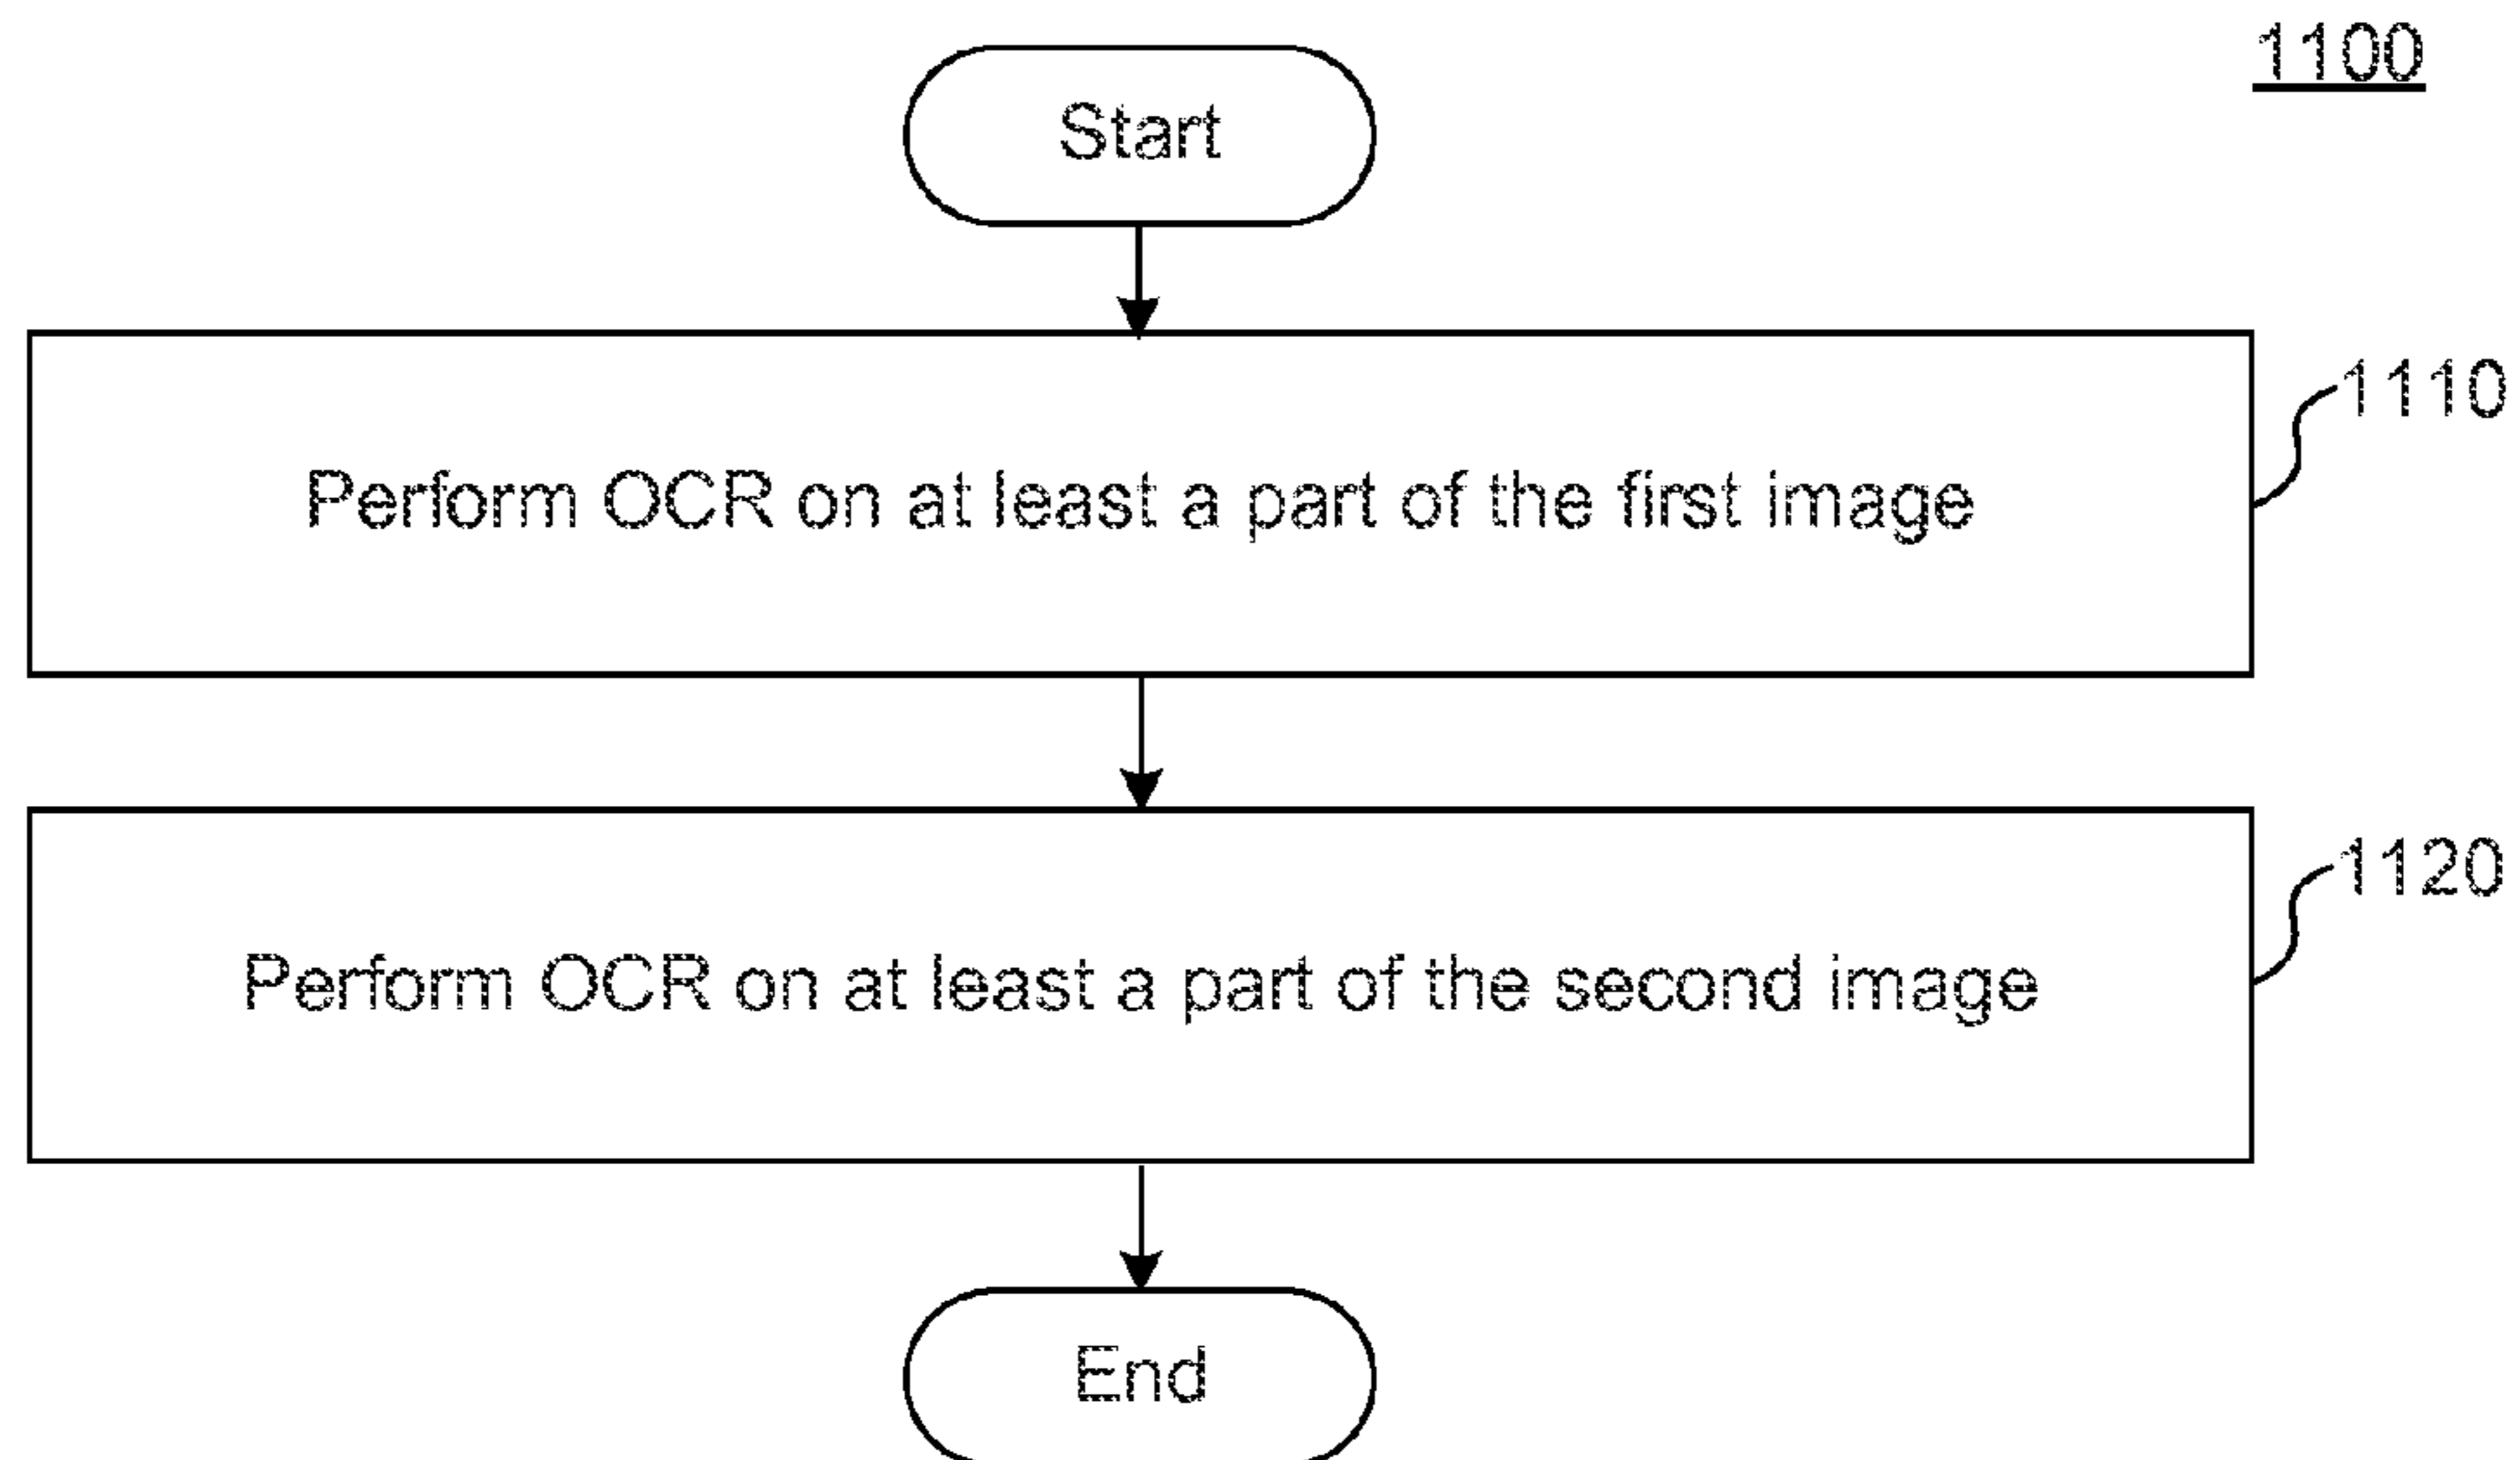 1100
Start
1110
Perform OCR on at least a part of the first image
1120
Perform OCR on at least a part of the second image
End